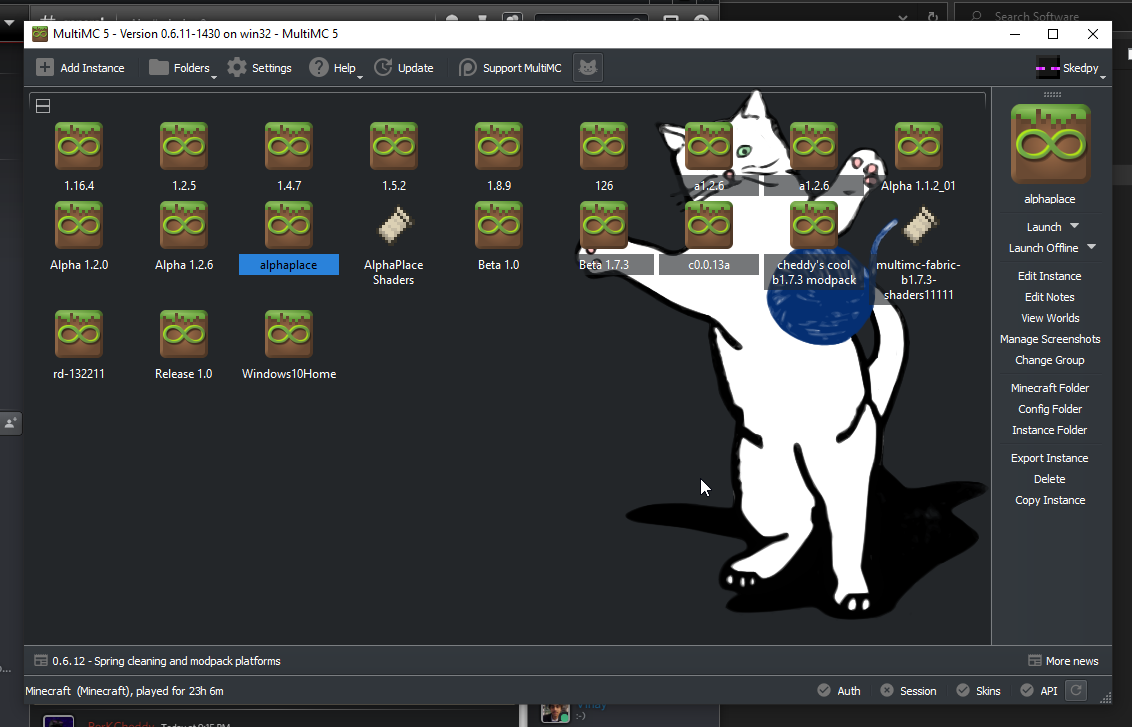 Search Software
MultiMC 5 - Version 0.6.11-1430 on win32 - MultiMC 5
Add Instance
Folders
Settings
Help
Update
Support MultiMC
Skedpy
1.16.4
1.2.5
1.4.7
1.5.2
1.8.9
126
a1.2.6
a1.2.6
Alpha 1.1.2_01
Alpha 1.2.0
Alpha 1.2.6
alphaplace
AlphaPlace
Shaders
Beta 1.0
Beta 1.7.3
c0.0.13a
cheddy's cool
b1.7.3 modpack
multimc-fabric-
b1.7.3-
shaders11111
rd-132211
Release 1.0
Windows10Home
alphaplace
Launch
Launch Offline
Edit Instance
Edit Notes
View Worlds
Manage Screenshots
Change Group
Minecraft Folder
Config Folder
Instance Folder
Export Instance
Delete
Copy Instance
0.6.12 - Spring cleaning and modpack platforms
More news
Minecraft (Minecraft), played for 23h 6m
Auth
Session
Skins
API
:-)